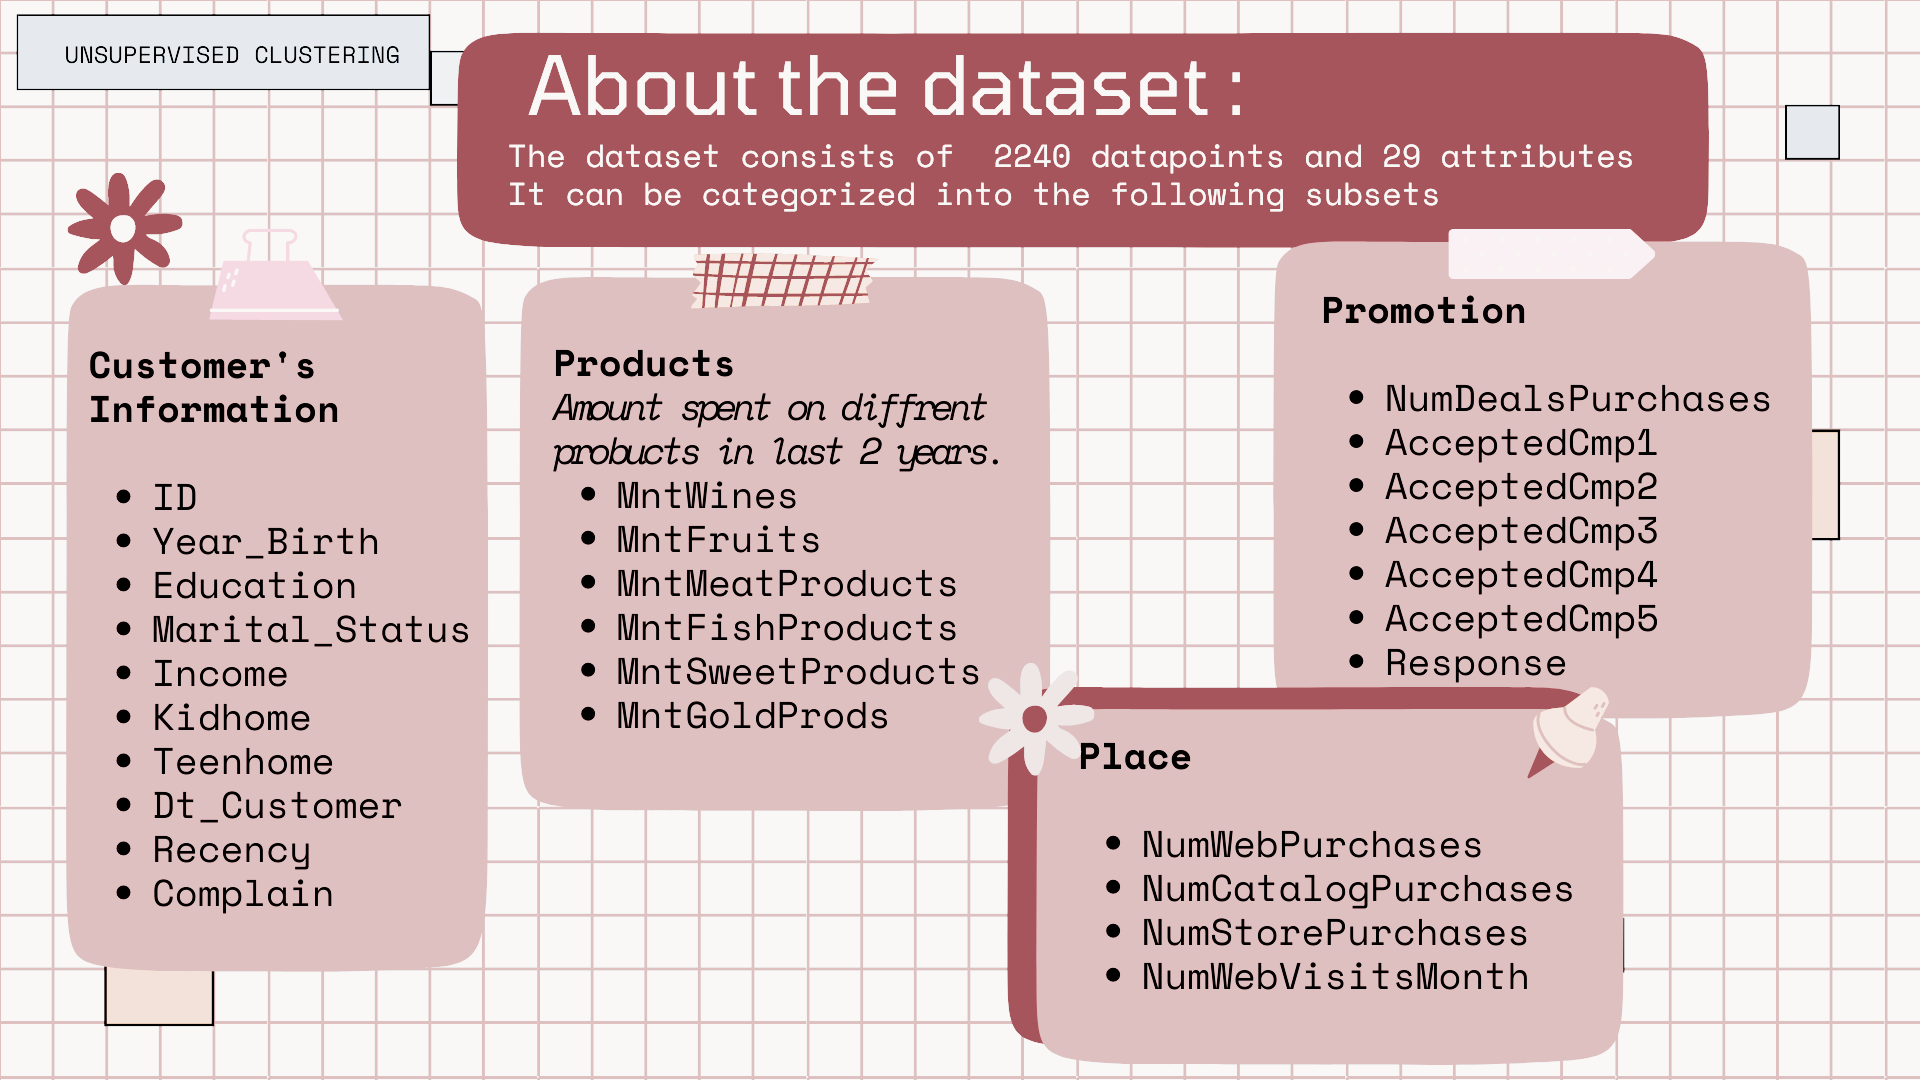 UNSUPERVISED CLUSTERING
About the dataset :
The dataset consists of 2240 datapoints and 29 attributes
It can be categorized into the following subsets
Customer's
Information
ID
Year_Birth
Education
Marital_Status
Income
Kidhome
Teenhome
Dt_Customer
Recency
Complain
Products
Amount spent on diffrent
probucts in last 2 years.
MntWines
MntFruits
MntMeatProducts
MntFishProducts
MntSweetProducts
MntGoldProds
Promotion
NumDealsPurchases
AcceptedCmp1
AcceptedCmp2
AcceptedCmp3
AcceptedCmp4
AcceptedCmp5
Response
Place
NumWebPurchases
NumCatalogPurchases
NumStorePurchases
NumWebVisitsMonth